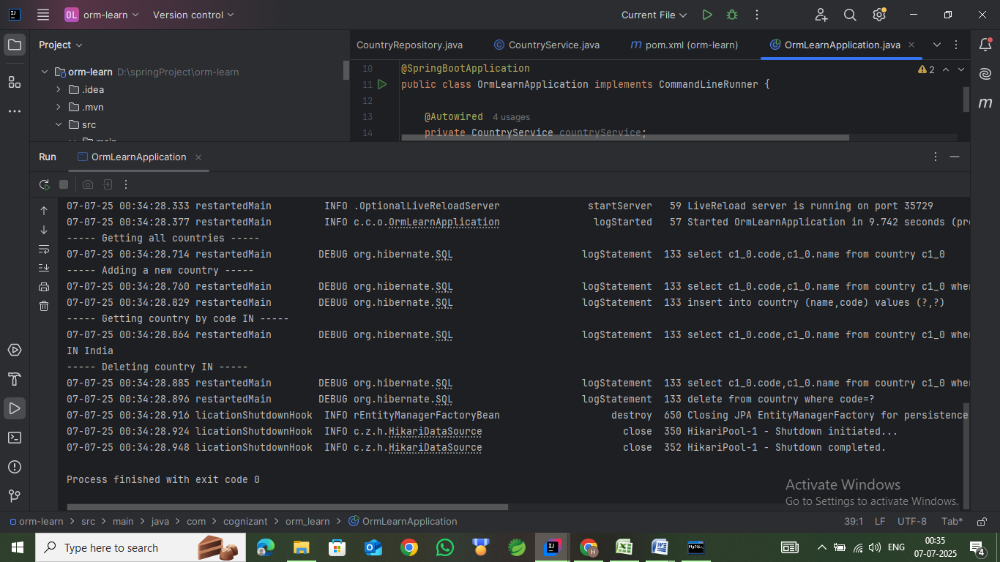 OL orm-learn Version control Current File
Project
CountryRepository.java CountryService.java m pom.xml (orm-learn) OrmLearnApplication.java
orm-learn D:\springProject\orm-learn
.idea
.mvn
src
main
10 @SpringBootApplication 2
11 public class OrmLearnApplication implements CommandLineRunner {
12
13 @Autowired 4 usages
14 private CountryService countryService;
Run OrmLearnApplication
07-07-25 00:34:28.333 restartedMain INFO .OptionalLiveReloadServer startServer 59 LiveReload server is running on port 35729
07-07-25 00:34:28.377 restartedMain INFO c.c.o.OrmLearnApplication logStarted 57 Started OrmLearnApplication in 9.742 seconds (pro
----- Getting all countries -----
07-07-25 00:34:28.714 restartedMain DEBUG org.hibernate.SQL logStatement 133 select c1_0.code,c1_0.name from country c1_0
----- Adding a new country -----
07-07-25 00:34:28.760 restartedMain DEBUG org.hibernate.SQL logStatement 133 select c1_0.code,c1_0.name from country c1_0 wher
07-07-25 00:34:28.829 restartedMain DEBUG org.hibernate.SQL logStatement 133 insert into country (name,code) values (?,?)
----- Getting country by code IN -----
07-07-25 00:34:28.864 restartedMain DEBUG org.hibernate.SQL logStatement 133 select c1_0.code,c1_0.name from country c1_0 wher
IN India
----- Deleting country IN -----
07-07-25 00:34:28.885 restartedMain DEBUG org.hibernate.SQL logStatement 133 select c1_0.code,c1_0.name from country c1_0 wher
07-07-25 00:34:28.896 restartedMain DEBUG org.hibernate.SQL logStatement 133 delete from country where code=?
07-07-25 00:34:28.916 licationShutdownHook INFO rEntityManagerFactoryBean destroy 650 Closing JPA EntityManagerFactory for persistence
07-07-25 00:34:28.924 licationShutdownHook INFO c.z.h.HikariDataSource close 350 HikariPool-1 - Shutdown initiated...
07-07-25 00:34:28.948 licationShutdownHook INFO c.z.h.HikariDataSource close 352 HikariPool-1 - Shutdown completed.
Process finished with exit code 0
Activate Windows
Go to Settings to activate Windows.
orm-learn > src > main > java > com > cognizant > orm_learn > OrmLearnApplication 39:1 LF UTF-8 Tab*
Type here to search
ENG
00:35
07-07-2025
4